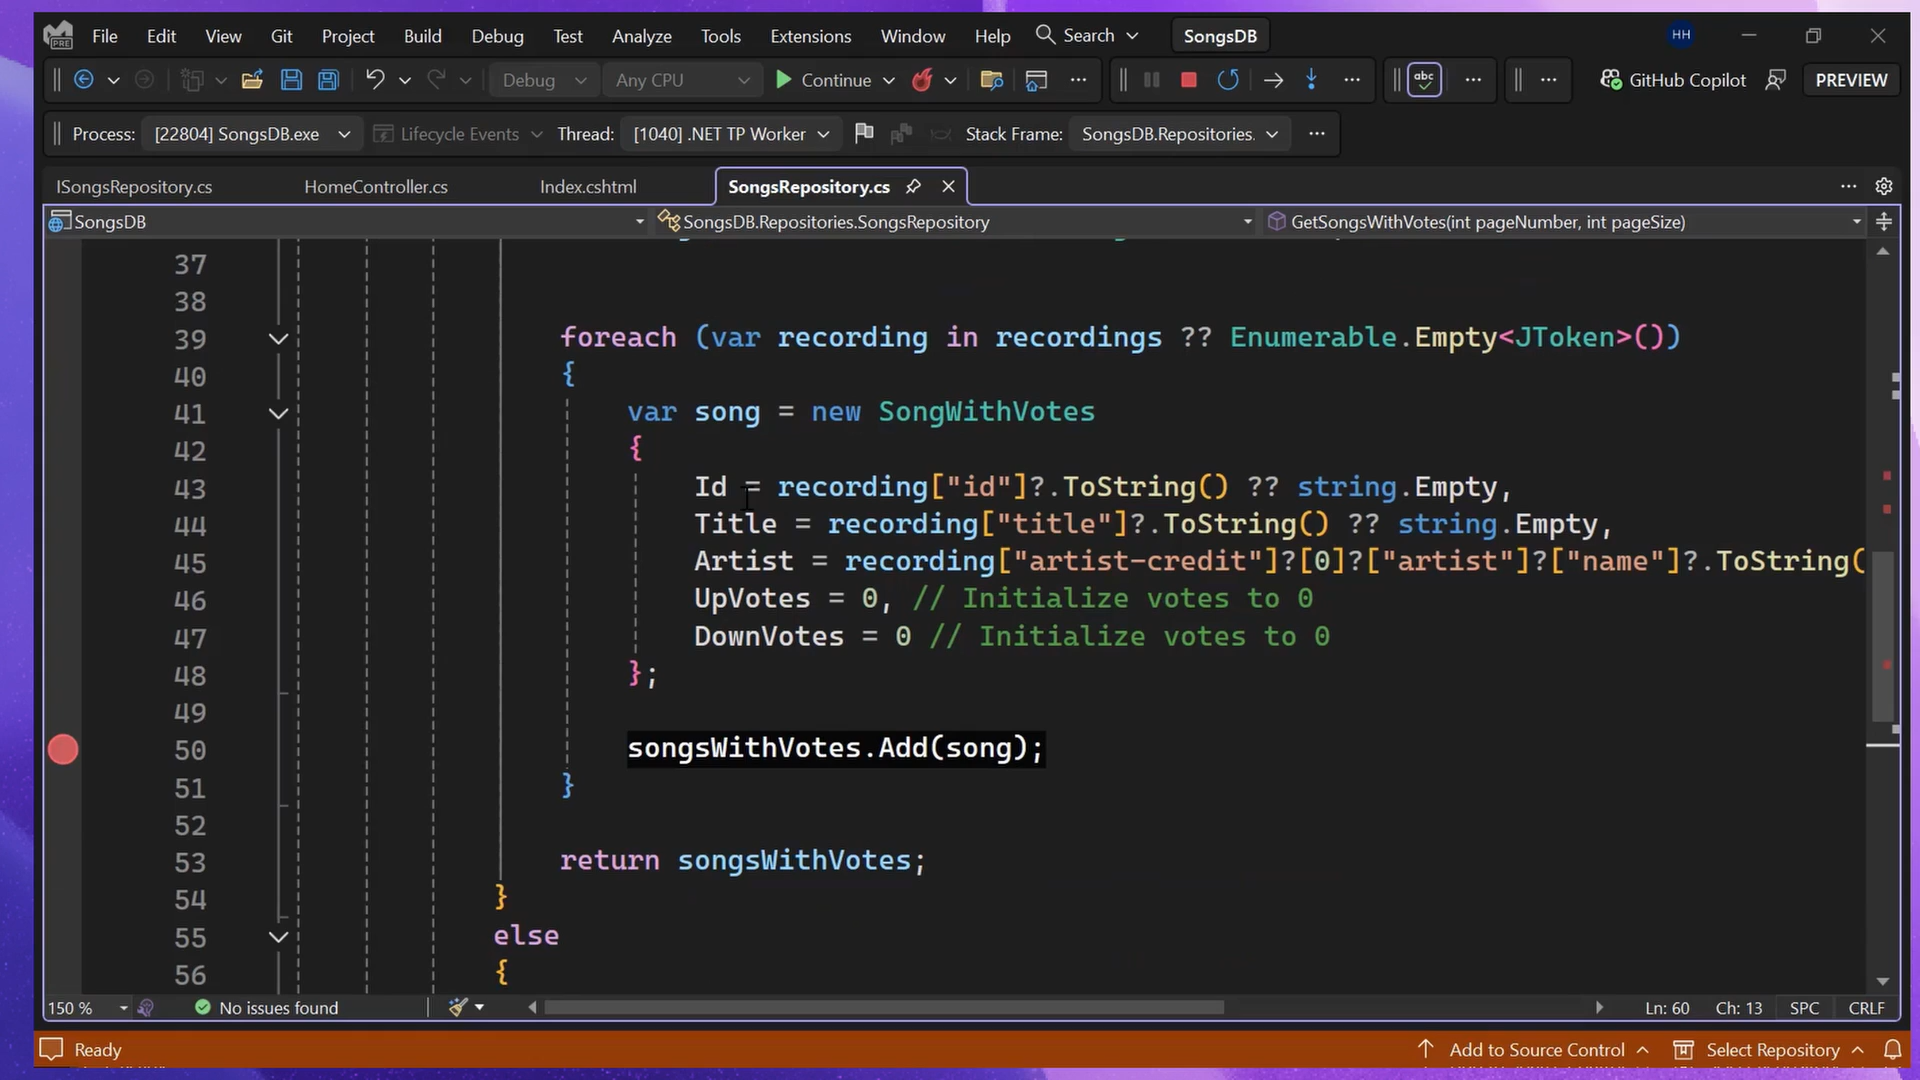 PRE File Edit View Git Project Build Debug Test Analyze Tools Extensions Window Help Search SongsDB HH
Debug Any CPU Continue abc GitHub Copilot PREVIEW
Process: [22804] SongsDB.exe Lifecycle Events Thread: [1040] .NET TP Worker Stack Frame: SongsDB.Repositories.
ISongsRepository.cs HomeController.cs Index.cshtml SongsRepository.cs
SongsDB SongsDB.Repositories.SongsRepository GetSongsWithVotes(int pageNumber, int pageSize)
37
38
39 foreach (var recording in recordings ?? Enumerable.Empty<JToken>())
40 {
41 var song = new SongWithVotes
42 {
43 Id = recording["id"]?.ToString() ?? string.Empty,
44 Title = recording["title"]?.ToString() ?? string.Empty,
45 Artist = recording["artist-credit"]?[0]?["artist"]?["name"]?.ToString(
46 UpVotes = 0, // Initialize votes to 0
47 DownVotes = 0 // Initialize votes to 0
48 };
49
50 songsWithVotes.Add(song);
51 }
52
53 return songsWithVotes;
54 }
55 else
56 {
150 % No issues found Ln: 60 Ch: 13 SPC CRLF
Ready Add to Source Control Select Repository